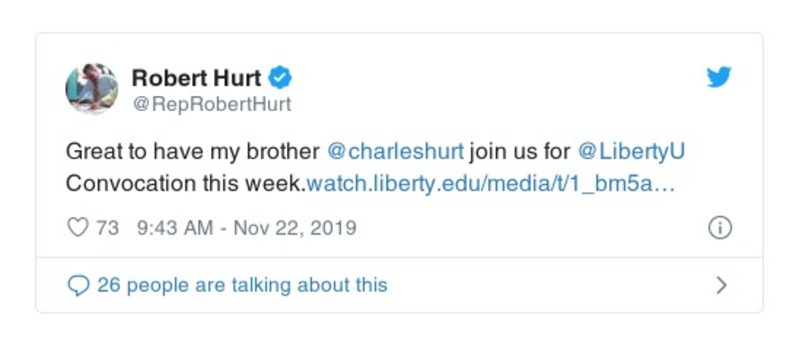 Robert Hurt
@RepRobertHurt
Great to have my brother @charleshurt join us for @LibertyU
Convocation this week.watch.liberty.edu/media/t/1_bm5a…
73 9:43 AM - Nov 22, 2019
26 people are talking about this